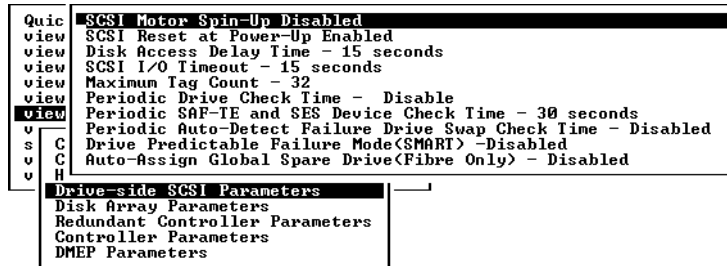 Quic
view
view
view
view
view
view
v
s
v
v
C
C
H
SCSI Motor Spin-Up Disabled
SCSI Reset at Power-Up Enabled
Disk Access Delay Time - 15 seconds
SCSI I/O Timeout - 15 seconds
Maximum Tag Count - 32
Periodic Drive Check Time -  Disable
Periodic SAF-TE and SES Device Check Time - 30 seconds
Periodic Auto-Detect Failure Drive Swap Check Time - Disabled
Drive Predictable Failure Mode(SMART) -Disabled
Auto-Assign Global Spare Drive(Fibre Only) - Disabled
Drive-side SCSI Parameters
Disk Array Parameters
Redundant Controller Parameters
Controller Parameters
DMEP Parameters